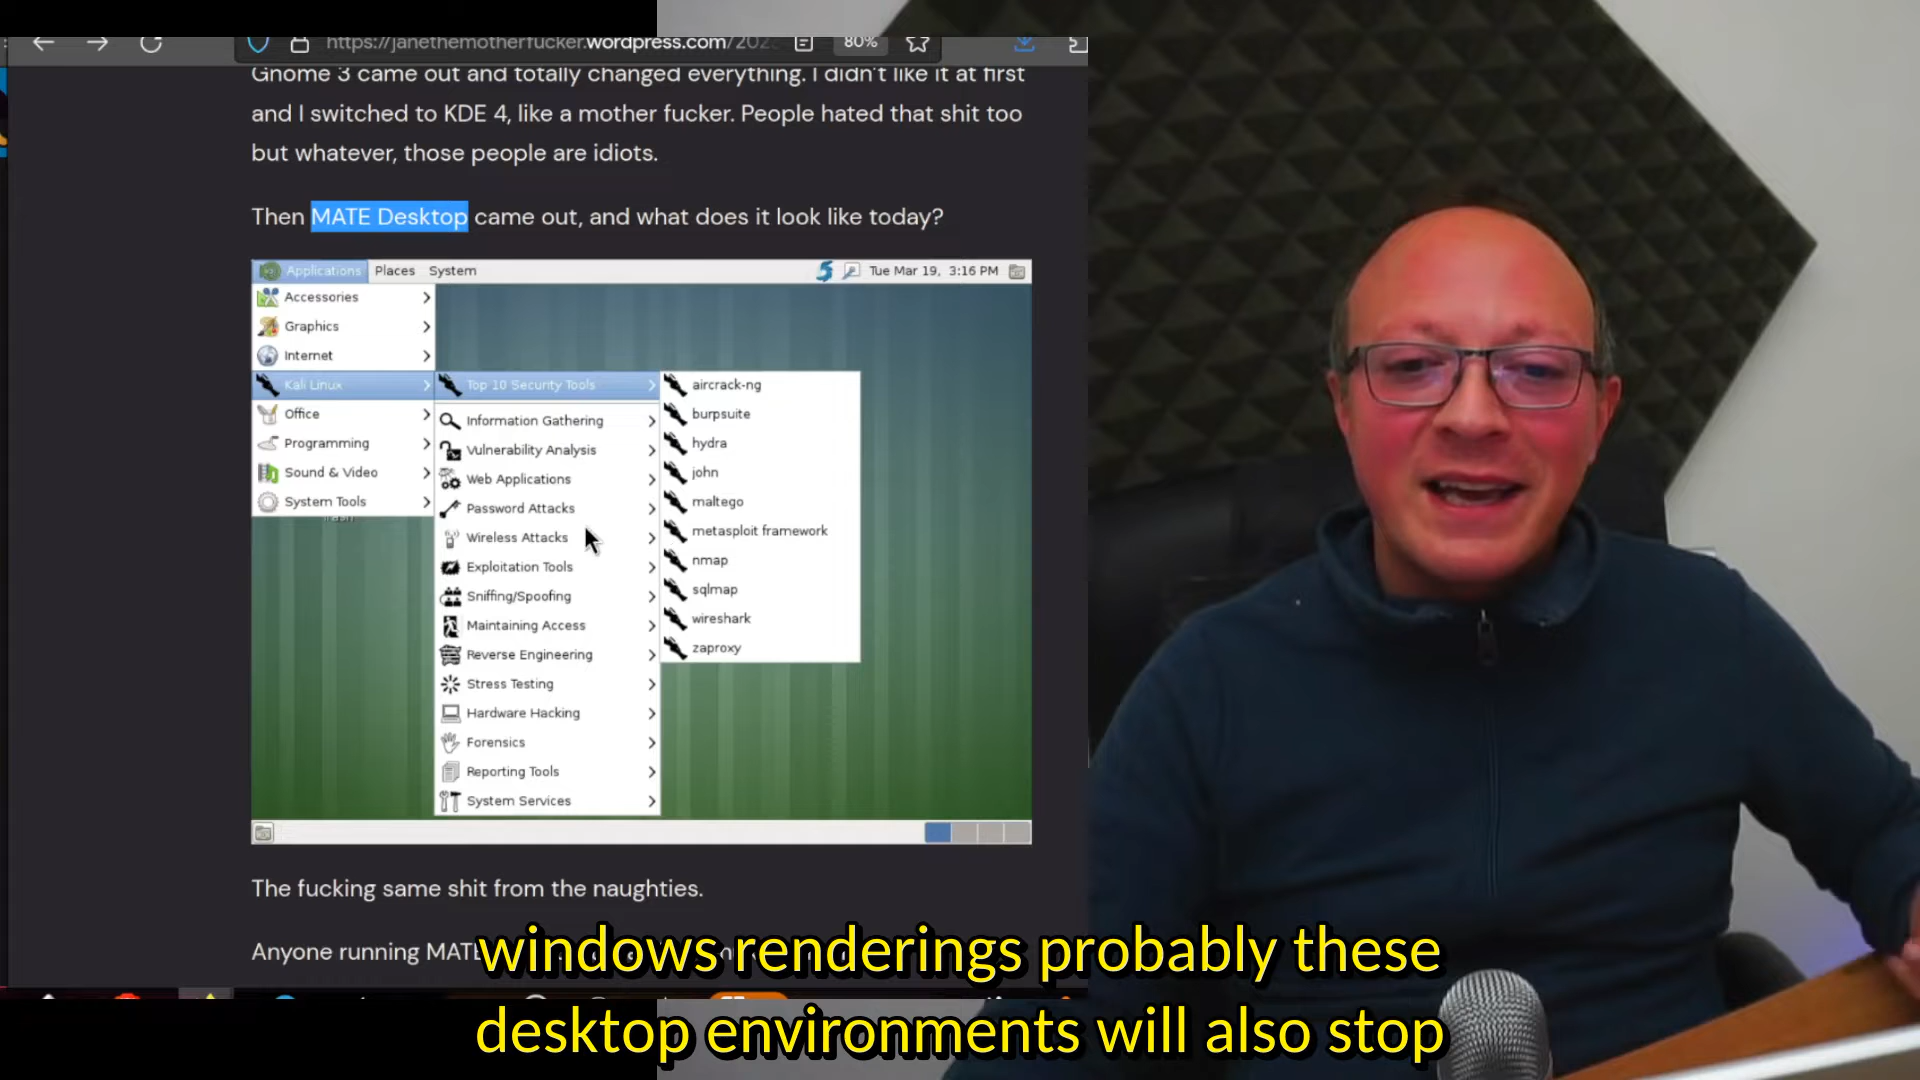 https://janethemotherfucker.wordpress.com/202
80%
Gnome 3 came out and totally changed everything. I didn't like it at first
and I switched to KDE 4, like a mother fucker. People hated that shit too
but whatever, those people are idiots.
Then MATE Desktop came out, and what does it look like today?
Applications Places System
Tue Mar 19, 3:16 PM
Accessories
Graphics
Internet
Kali Linux
Office
Programming
Sound & Video
System Tools
Top 10 Security Tools
Information Gathering
Vulnerability Analysis
Web Applications
Password Attacks
Wireless Attacks
Exploitation Tools
Sniffing/Spoofing
Maintaining Access
Reverse Engineering
Stress Testing
Hardware Hacking
Forensics
Reporting Tools
System Services
aircrack-ng
burpsuite
hydra
john
maltego
metasploit framework
nmap
sqlmap
wireshark
zaproxy
The fucking same shit from the naughties.
Anyone running MATE
windows renderings probably these
desktop environments will also stop